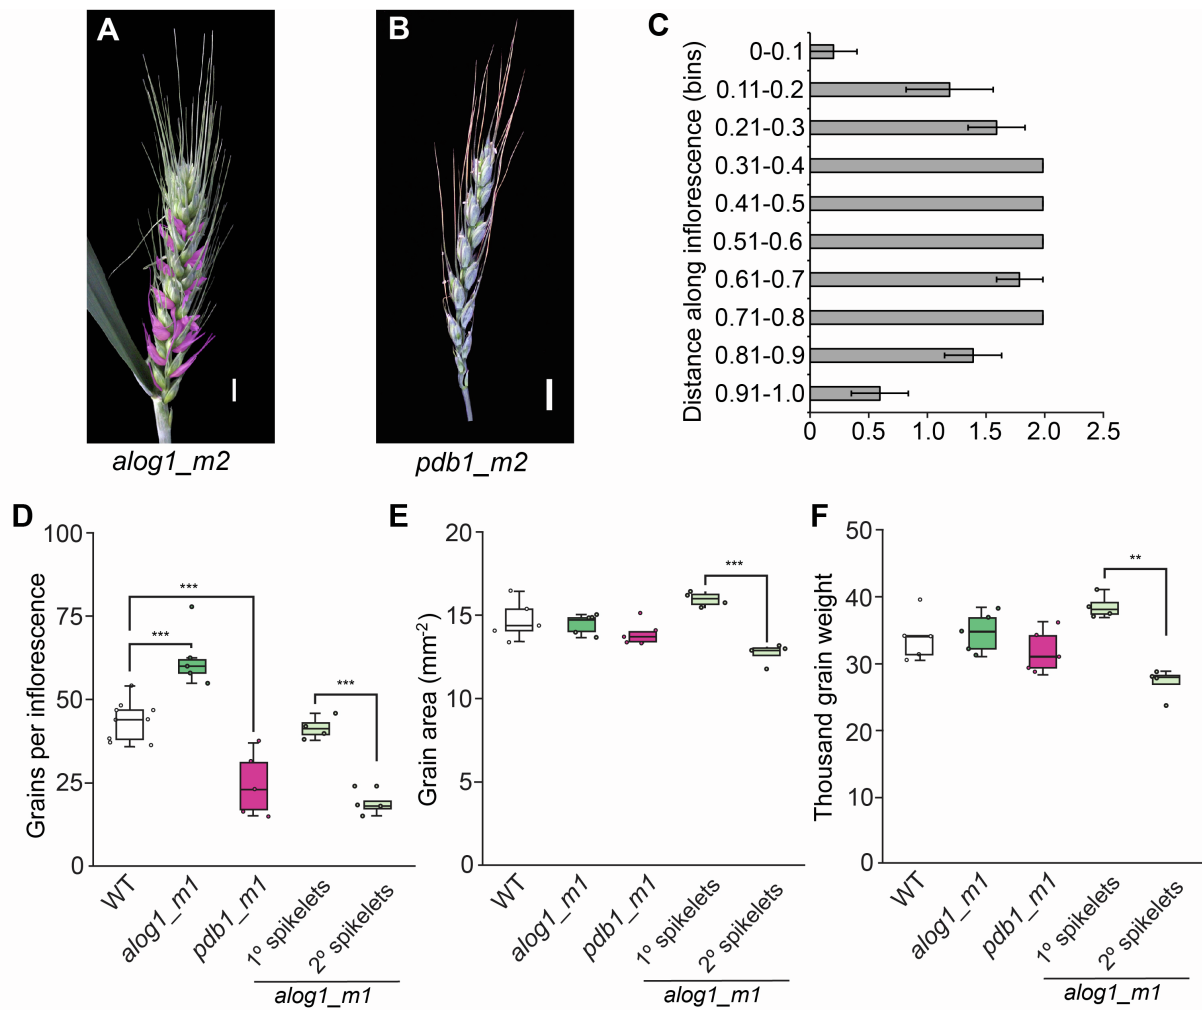 A
B
C
alog1_m2
pdb1_m2
Distance along inflorescence (bins)
0-0.1
0.11-0.2
0.21-0.3
0.31-0.4
0.41-0.5
0.51-0.6
0.61-0.7
0.71-0.8
0.81-0.9
0.91-1.0
0 0.5 1.0 1.5 2.0 2.5
D
Grains per inflorescence
100
75
50
25
0
***
***
***
WT
alog1_m1
pdb1_m1
1º spikelets
2º spikelets
alog1_m1
E
Grain area (mm-2)
20
15
10
5
0
***
WT
alog1_m1
pdb1_m1
1º spikelets
2º spikelets
alog1_m1
F
Thousand grain weight
50
40
30
20
10
0
**
WT
alog1_m1
pdb1_m1
1º spikelets
2º spikelets
alog1_m1